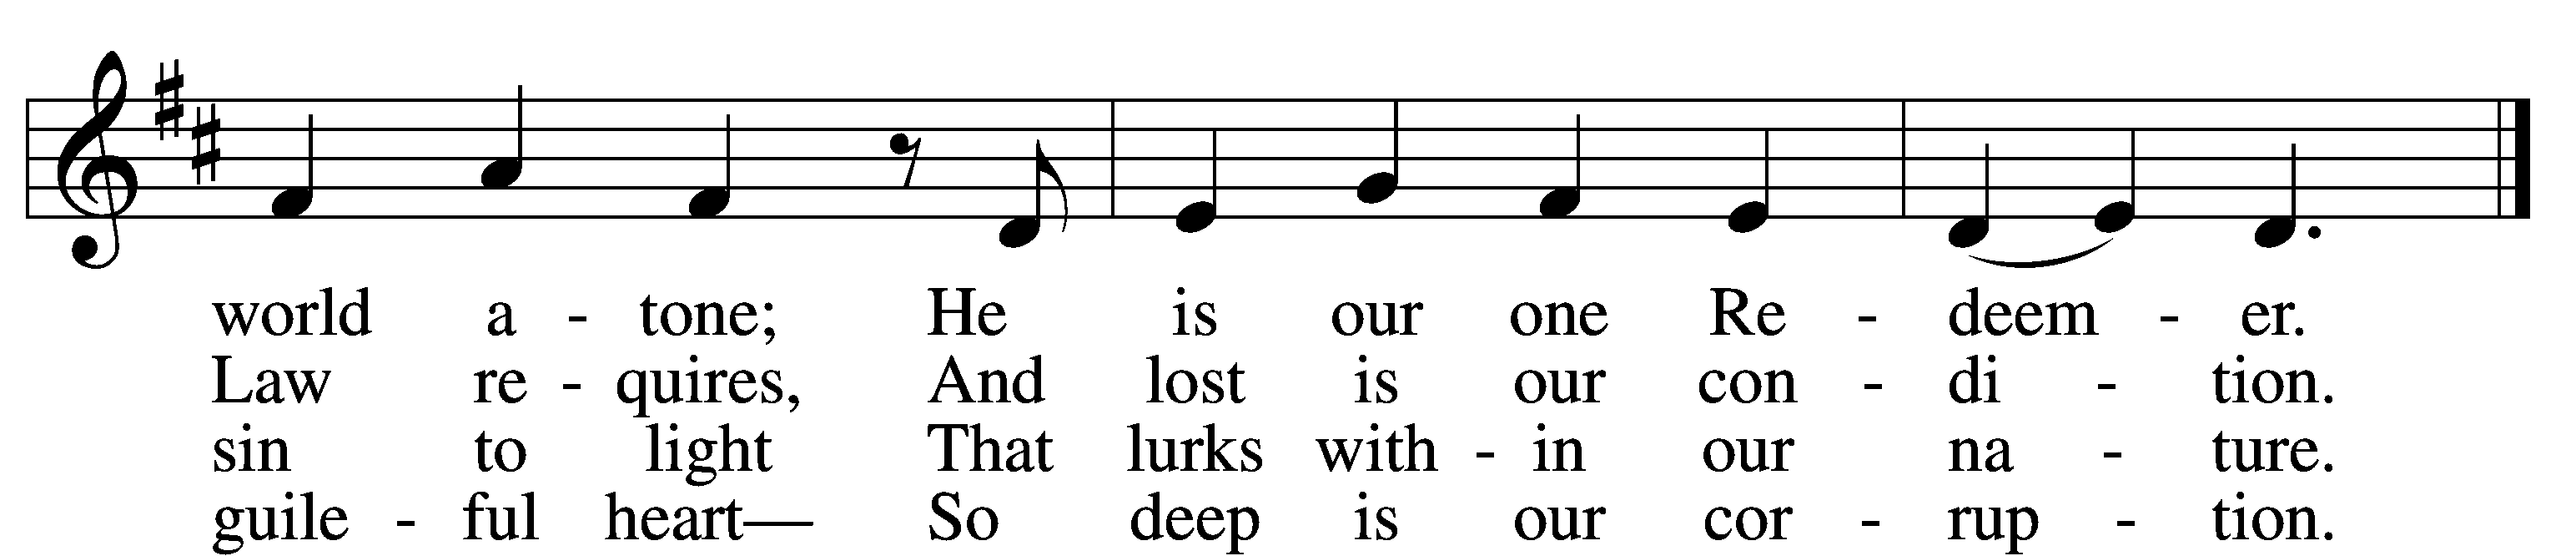 world a - tone; He is our one Re - deem - er.
Law re - quires, And lost is our con - di - tion.
sin to light That lurks with - in our na - ture.
guile - ful heart— So deep is our cor - rup - tion.